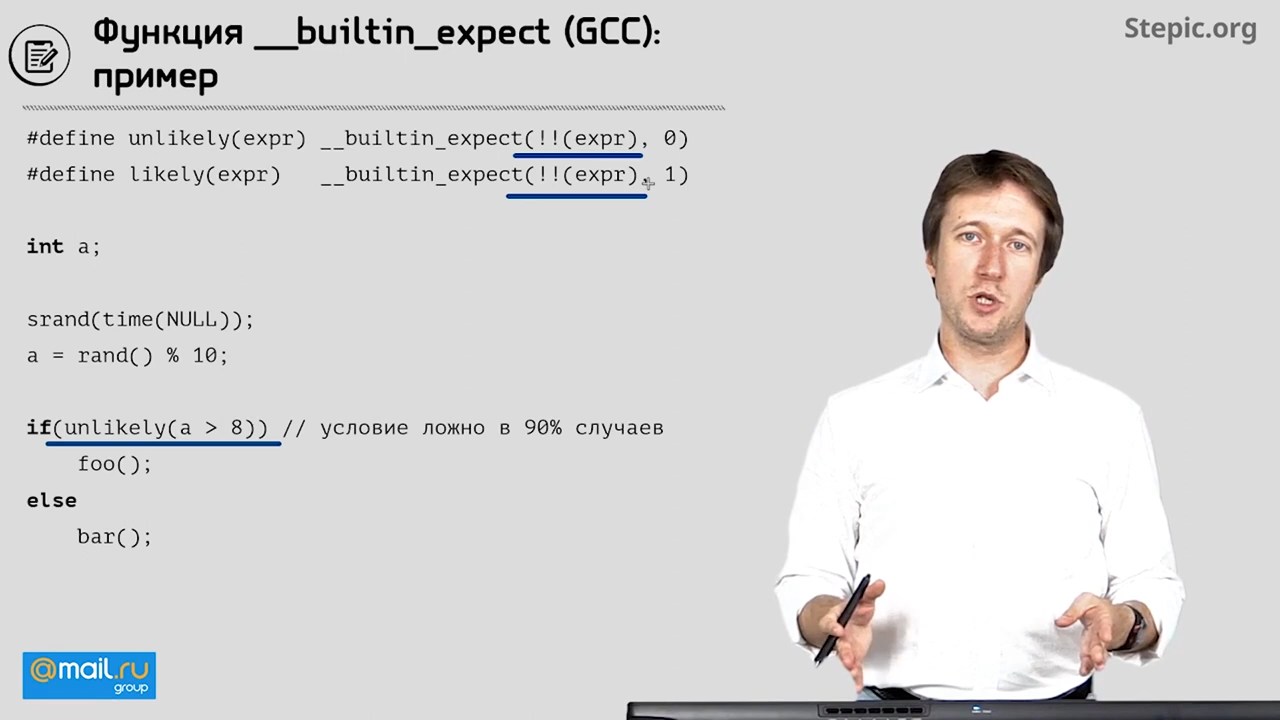 Функция __builtin_expect (GCC):
пример
Stepic.org
#define unlikely(expr) __builtin_expect(!!(expr), 0)
#define likely(expr)   __builtin_expect(!!(expr), 1)
int a;
srand(time(NULL));
a = rand() % 10;
if(unlikely(a > 8)) // условие ложно в 90% случаев
    foo();
else
    bar();
@mail.ru
group